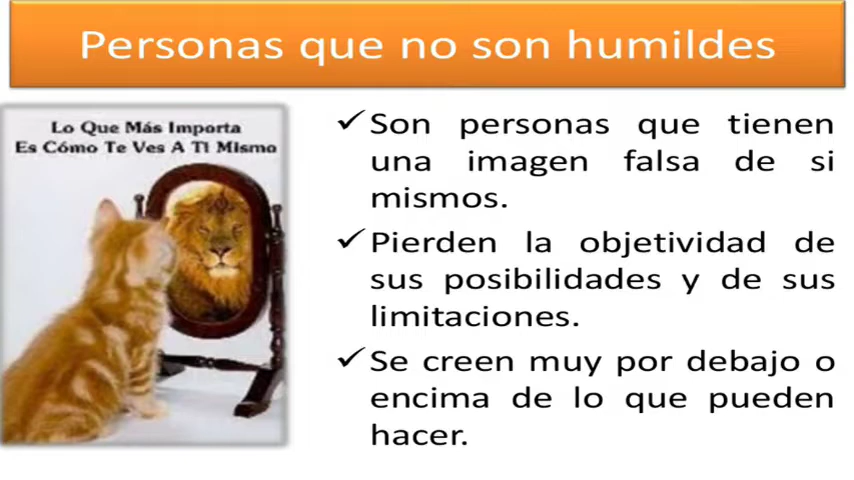 Personas que no son humildes
Lo Que Más Importa
Es Cómo Te Ves A Ti Mismo
Son personas que tienen
una imagen falsa de si
mismos.
Pierden la objetividad de
sus posibilidades y de sus
limitaciones.
Se creen muy por debajo o
encima de lo que pueden
hacer.